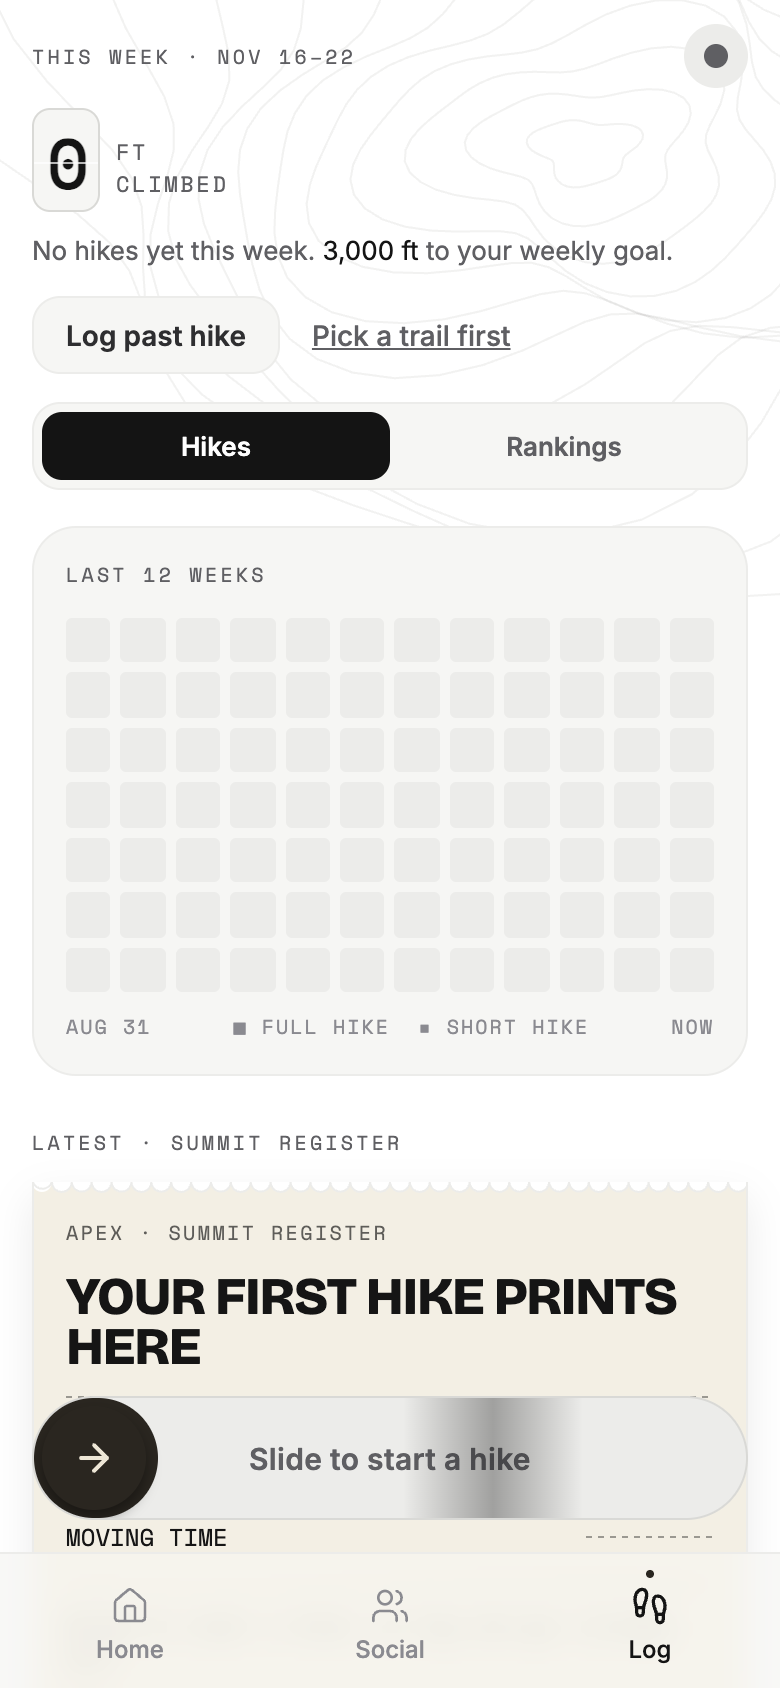 THIS WEEK · NOV 16–22
0
FT
CLIMBED
No hikes yet this week. 3,000 ft to your weekly goal.
Log past hike
Pick a trail first
Hikes
Rankings
LAST 12 WEEKS
AUG 31
FULL HIKE
SHORT HIKE
NOW
LATEST · SUMMIT REGISTER
APEX · SUMMIT REGISTER
YOUR FIRST HIKE PRINTS
HERE
Slide to start a hike
MOVING TIME
Home
Social
Log